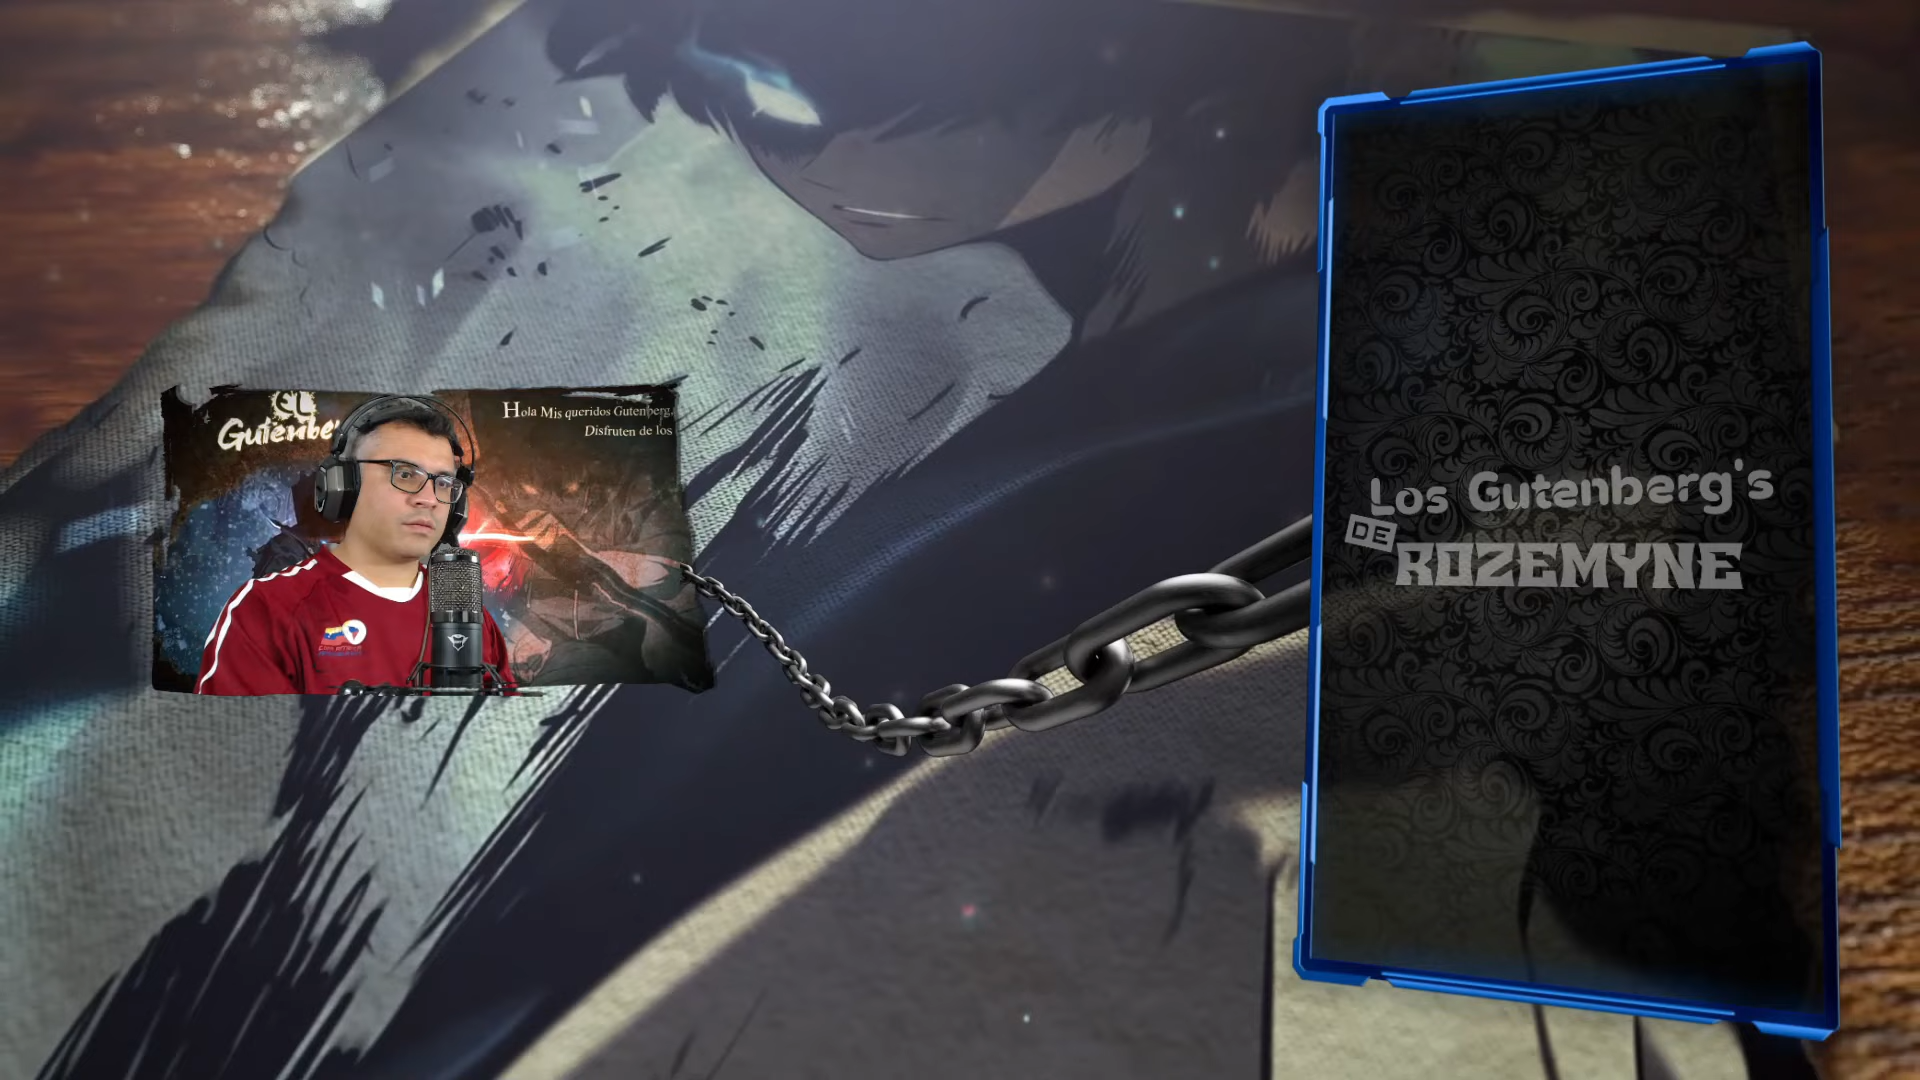 EL
Gutenbe
Hola Mis queridos Gutenberg.
Disfruten de los
Los Gutenberg's
DE
ROZEMYNE